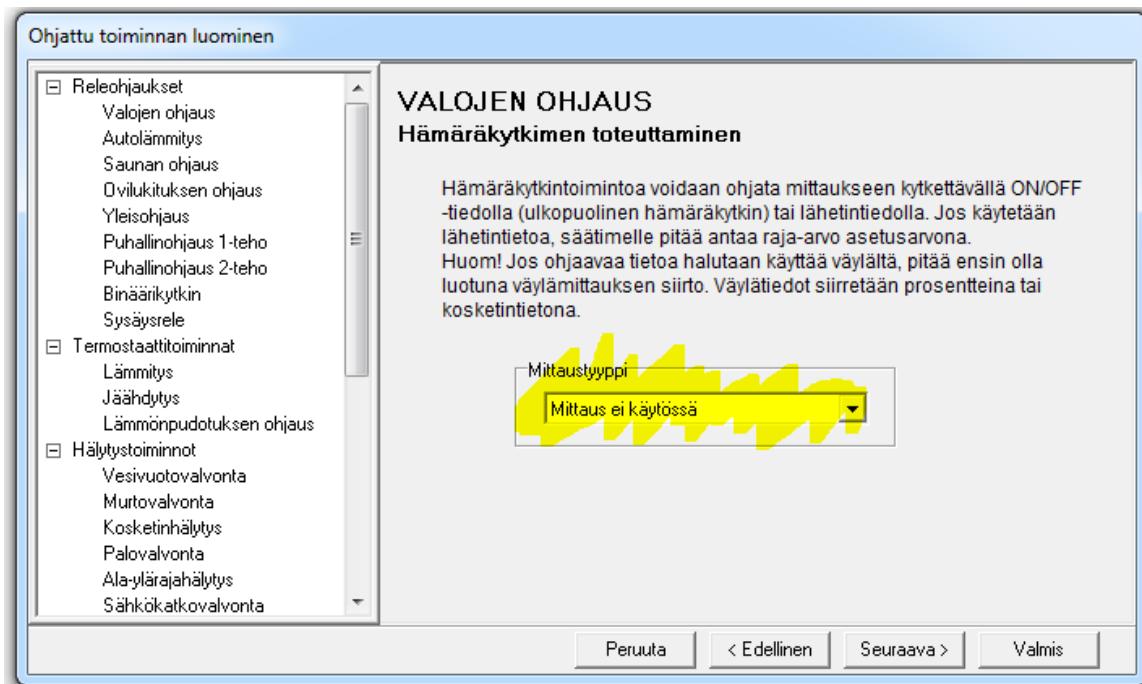 Ohjattu toiminnan luominen
Releohjaukset
Valojen ohjaus
Autolämmitys
Saunan ohjaus
Ovilukituksen ohjaus
Yleisohjaus
Puhallinohjaus 1-teho
Puhallinohjaus 2-teho
Binäärikytkin
Sysäysrele
Termostaattitoiminnat
Lämmitys
Jäähdytys
Lämmönpudotuksen ohjaus
Hälytystoiminnot
Vesivuotovalvonta
Murtovalvonta
Kosketinhälytys
Palovalvonta
Ala-ylärajahälytys
Sähkökatkovalvonta
VALOJEN OHJAUS
Hämäräkytkimen toteuttaminen
Hämäräkytkintoimintoa voidaan ohjata mittaukseen kytkettävällä ON/OFF
-tiedolla (ulkopuolinen hämäräkytkin) tai lähetintiedolla. Jos käytetään
lähetintietoa, säätimelle pitää antaa raja-arvo asetusarvona.
Huom! Jos ohjaavaa tietoa halutaan käyttää väylältä, pitää ensin olla
luotuna väylämittauksen siirto. Väylätiedot siirretään prosentteina tai
kosketintietona.
Mittaustyyppi
Mittaus ei käytössä
Peruuta
< Edellinen
Seuraava >
Valmis